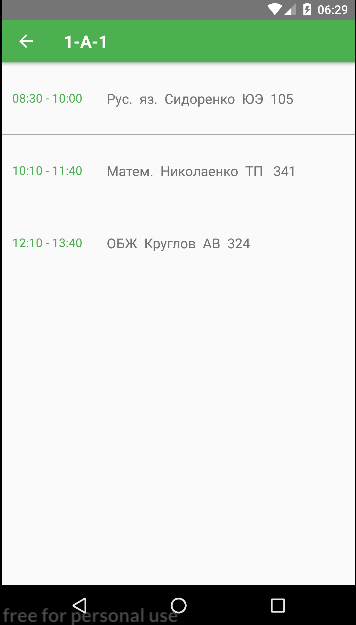 06:29
1-А-1
08:30 - 10:00 Рус. яз. Сидоренко ЮЭ 105
10:10 - 11:40 Матем. Николаенко ТП 341
12:10 - 13:40 ОБЖ Круглов АВ 324
free for personal use